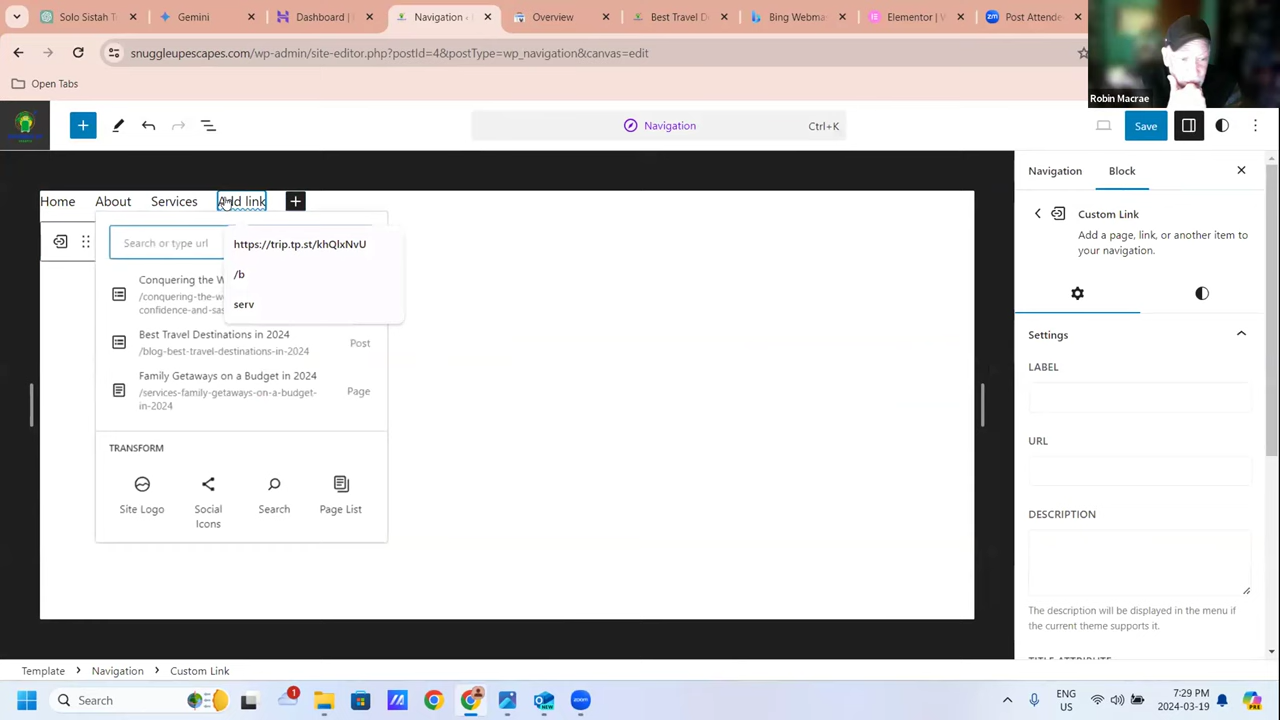 Solo Sistah T
Gemini
Dashboard |
Navigation ‹
Overview
Best Travel D
Bing Webma
Elementor | W
Post Attende
snuggleupescapes.com/wp-admin/site-editor.php?postId=4&postType=wp_navigation&canvas=edit
Open Tabs
Robin Macrae
Navigation
Ctrl+K
Save
Home
About
Services
Add link
Navigation
Block
Custom Link
Add a page, link, or another item to
your navigation.
Search or type url
https://trip.tp.st/khQlxNvU
/b
serv
Conquering the W
/conquering-the-w
confidence-and-sas
Best Travel Destinations in 2024
/blog-best-travel-destinations-in-2024
Post
Family Getaways on a Budget in 2024
/services-family-getaways-on-a-budget-
in-2024
Page
TRANSFORM
Site Logo
Social
Icons
Search
Page List
Settings
LABEL
URL
DESCRIPTION
The description will be displayed in the menu if
the current theme supports it.
TITLE ATTRIBUTE
Template
Navigation
Custom Link
Search
1
ENG
US
7:29 PM
2024-03-19
PRE